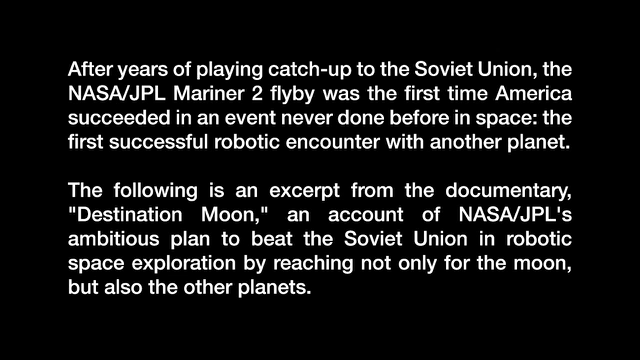 After years of playing catch-up to the Soviet Union, the
NASA/JPL Mariner 2 flyby was the first time America
succeeded in an event never done before in space: the
first successful robotic encounter with another planet.
The following is an excerpt from the documentary,
"Destination Moon," an account of NASA/JPL's
ambitious plan to beat the Soviet Union in robotic
space exploration by reaching not only for the moon,
but also the other planets.